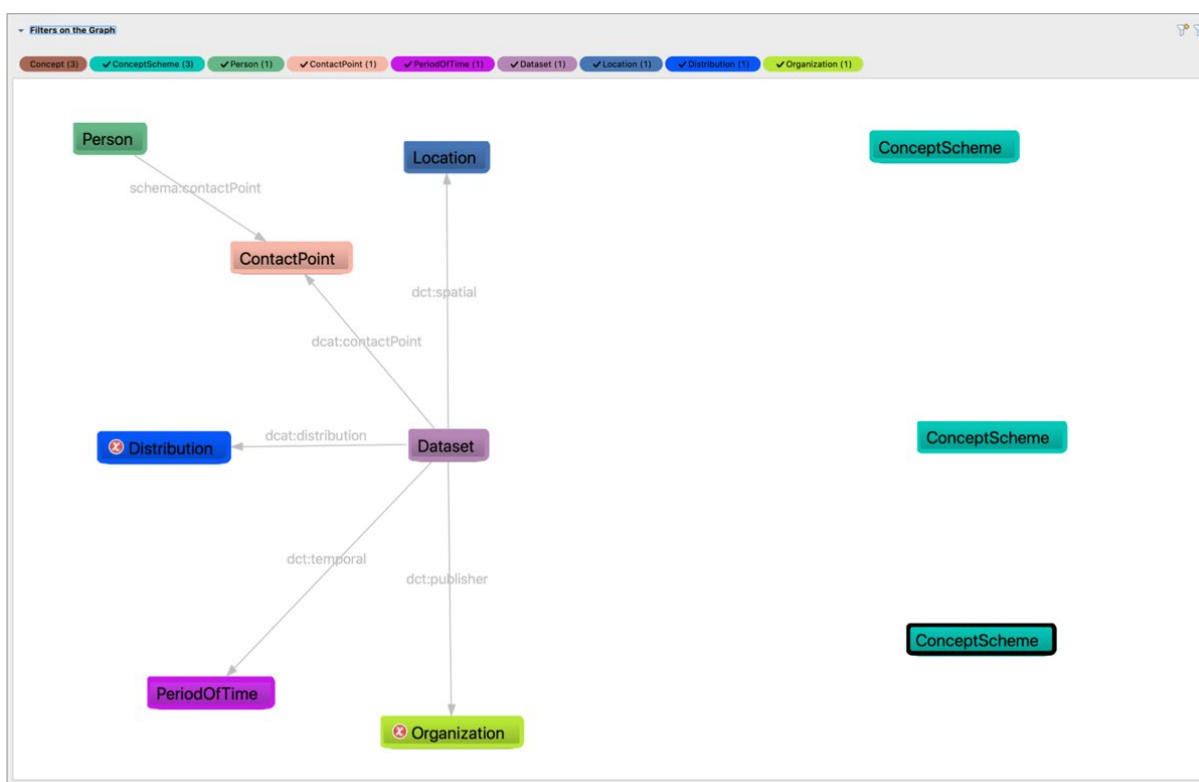 Filters on the Graph
Concept (3) ✓ConceptScheme (3) ✓Person (1) ✓ContactPoint (1) ✓PeriodOfTime (1) ✓Dataset (1) ✓Location (1) ✓Distribution (1) ✓Organization (1)
Person
Location
ConceptScheme
schema:contactPoint
ContactPoint
dct:spatial
dcat:contactPoint
Distribution
dcat:distribution
Dataset
ConceptScheme
dct:temporal
dct:publisher
ConceptScheme
PeriodOfTime
Organization